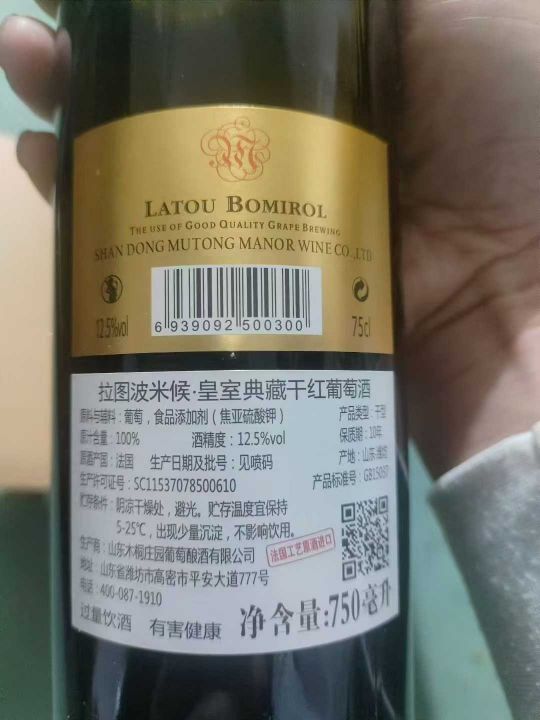 M
LATOU BOMIROL
THE USE OF GOOD QUALITY GRAPE BREWING
SHAN DONG MUTONG MANOR WINE CO.,LTD
12.5%vol
6 939092 500300
75cl
拉图波米候·皇室典藏干红葡萄酒
原料与辅料：葡萄，食品添加剂（焦亚硫酸钾） 产品类型：干型
原汁含量：100% 酒精度：12.5%vol 保质期：10年
原酒产国：法国 生产日期及批号：见喷码 产地：山东·潍坊
生产许可证号：SC11537078500610 产品标准号：GB15037
贮存条件：阴凉干燥处，避光。贮存温度宜保持
5-25℃，出现少量沉淀，不影响饮用。
生产商：山东木桐庄园葡萄酿酒有限公司
法国工艺原酒进口
地址：山东省潍坊市高密市平安大道777号
电话：400-087-1910
过量饮酒 有害健康 净含量:750毫升